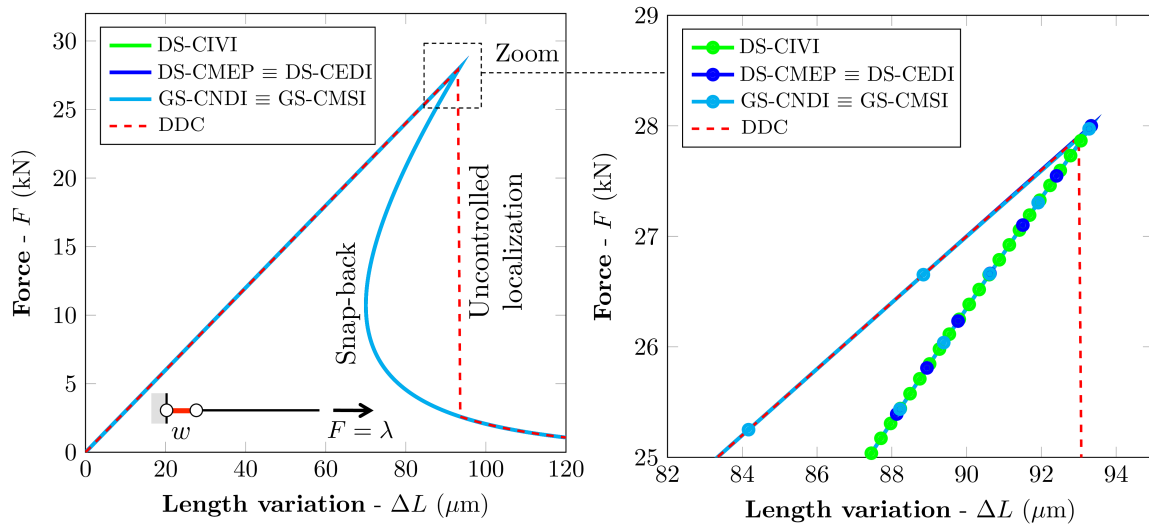 30
25
20
15
10
5
0
0
20
40
60
80
100
120
Force - F (kN)
Length variation - ΔL (μm)
DS-CIVI
DS-CMEP ≡ DS-CEDI
GS-CNDI ≡ GS-CMSI
DDC
Zoom
Snap-back
Uncontrolled
localization
w
F = λ
29
28
27
26
25
82
84
86
88
90
92
94
Force - F (kN)
Length variation - ΔL (μm)
DS-CIVI
DS-CMEP ≡ DS-CEDI
GS-CNDI ≡ GS-CMSI
DDC